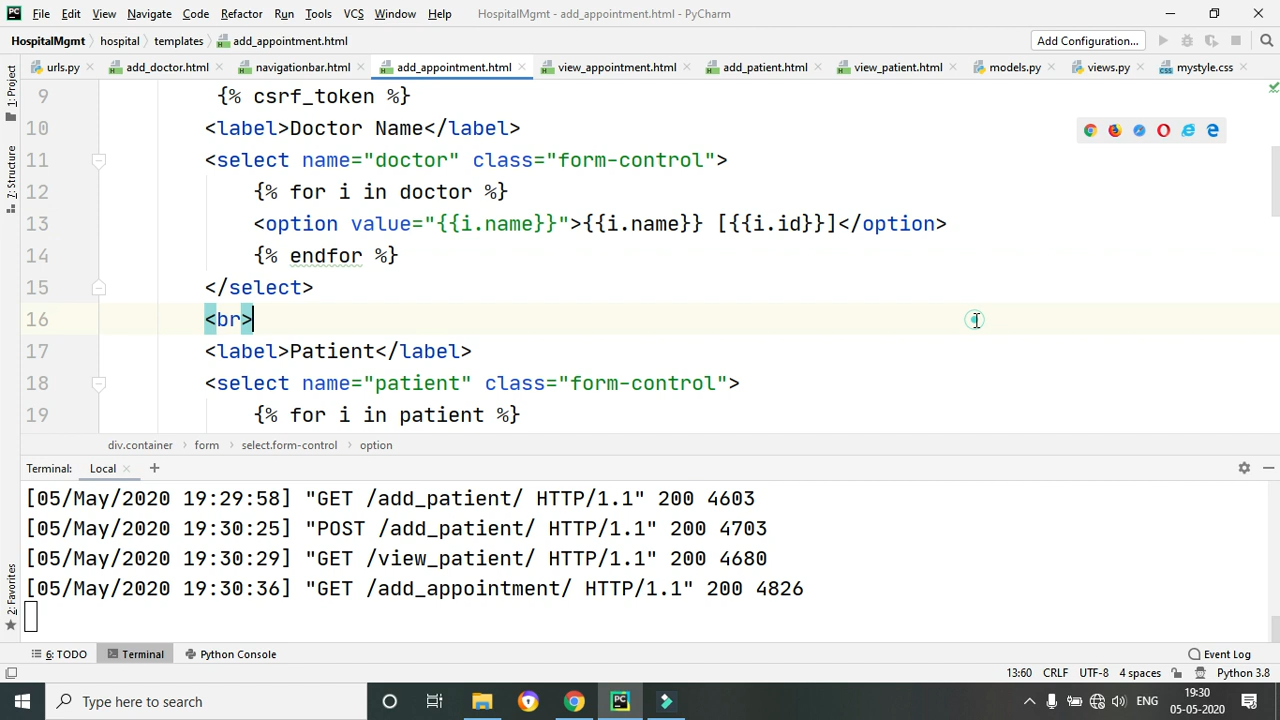 File Edit View Navigate Code Refactor Run Tools VCS Window Help HospitalMgmt - add_appointment.html - PyCharm
HospitalMgmt hospital templates add_appointment.html Add Configuration...
urls.py add_doctor.html navigationbar.html add_appointment.html view_appointment.html add_patient.html view_patient.html models.py views.py mystyle.css
1: Project
7: Structure
2: Favorites
9 {% csrf_token %}
10 <label>Doctor Name</label>
11 <select name="doctor" class="form-control">
12 {% for i in doctor %}
13 <option value="{{i.name}}">{{i.name}} [{{i.id}}]</option>
14 {% endfor %}
15 </select>
16 <br>
17 <label>Patient</label>
18 <select name="patient" class="form-control">
19 {% for i in patient %}
div.container form select.form-control option
Terminal: Local +
[05/May/2020 19:29:58] "GET /add_patient/ HTTP/1.1" 200 4603
[05/May/2020 19:30:25] "POST /add_patient/ HTTP/1.1" 200 4703
[05/May/2020 19:30:29] "GET /view_patient/ HTTP/1.1" 200 4680
[05/May/2020 19:30:36] "GET /add_appointment/ HTTP/1.1" 200 4826
6: TODO Terminal Python Console Event Log
13:60 CRLF UTF-8 4 spaces Python 3.8
Type here to search ENG 19:30
05-05-2020